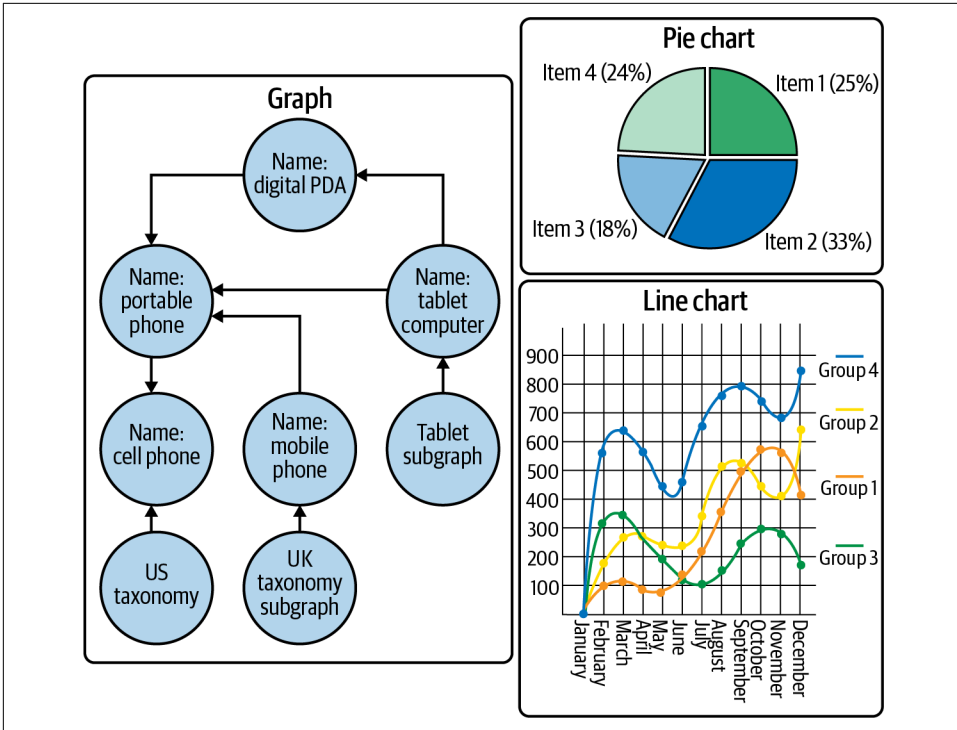 Graph
Name:
digital PDA
Name:
portable
phone
Name:
tablet
computer
Name:
cell phone
Name:
mobile
phone
Tablet
subgraph
US
taxonomy
UK
taxonomy
subgraph
Pie chart
Item 4 (24%)
Item 1 (25%)
Item 3 (18%)
Item 2 (33%)
Line chart
900
800
700
600
500
400
300
200
100
Group 4
Group 2
Group 1
Group 3
January
February
March
April
May
June
July
August
September
October
November
December